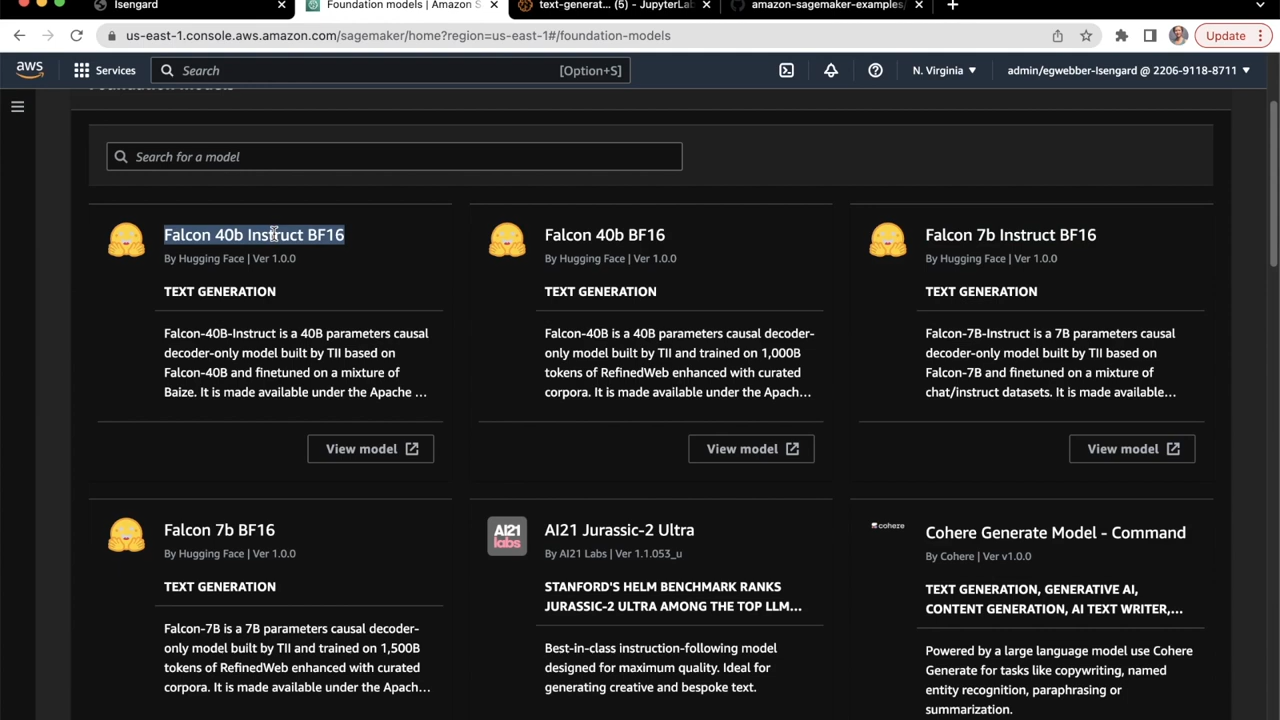 Isengard
Foundation models | Amazon S
text-generat... (5) - JupyterLab
amazon-sagemaker-examples/
us-east-1.console.aws.amazon.com/sagemaker/home?region=us-east-1#/foundation-models
Update
aws
Services
Search
[Option+S]
N. Virginia
admin/egwebber-Isengard @ 2206-9118-8711
Foundation models
Search for a model
Falcon 40b Instruct BF16
By Hugging Face | Ver 1.0.0
TEXT GENERATION
Falcon-40B-Instruct is a 40B parameters causal
decoder-only model built by TII based on
Falcon-40B and finetuned on a mixture of
Baize. It is made available under the Apache ...
View model
Falcon 40b BF16
By Hugging Face | Ver 1.0.0
TEXT GENERATION
Falcon-40B is a 40B parameters causal decoder-
only model built by TII and trained on 1,000B
tokens of RefinedWeb enhanced with curated
corpora. It is made available under the Apach...
View model
Falcon 7b Instruct BF16
By Hugging Face | Ver 1.0.0
TEXT GENERATION
Falcon-7B-Instruct is a 7B parameters causal
decoder-only model built by TII based on
Falcon-7B and finetuned on a mixture of
chat/instruct datasets. It is made available...
View model
Falcon 7b BF16
By Hugging Face | Ver 1.0.0
TEXT GENERATION
Falcon-7B is a 7B parameters causal decoder-
only model built by TII and trained on 1,500B
tokens of RefinedWeb enhanced with curated
corpora. It is made available under the Apach...
AI21 labs
AI21 Jurassic-2 Ultra
By AI21 Labs | Ver 1.1.053_u
STANFORD'S HELM BENCHMARK RANKS
JURASSIC-2 ULTRA AMONG THE TOP LLM...
Best-in-class instruction-following model
designed for maximum quality. Ideal for
generating creative and bespoke text.
cohere
Cohere Generate Model - Command
By Cohere | Ver v1.0.0
TEXT GENERATION, GENERATIVE AI,
CONTENT GENERATION, AI TEXT WRITER,...
Powered by a large language model use Cohere
Generate for tasks like copywriting, named
entity recognition, paraphrasing or
summarization.